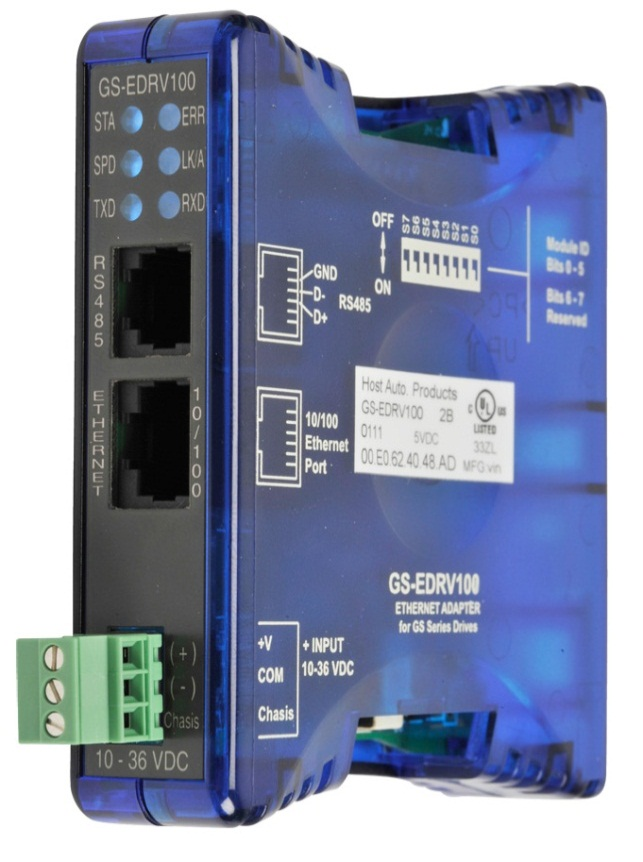 GS-EDRV100
STA ERR
SPD LK/A
TXD RXD
RS485
ETHERNET
10/100
(+)
(-)
Chasis
10 - 36 VDC
OFF
ON
S7 S6 S5 S4 S3 S2 S1 S0
Module ID
Bits 0 - 5
Bits 6 - 7
Reserved
GND
D-
D+
RS485
10/100
Ethernet
Port
Host Auto. Products
GS-EDRV100 2B
0111 5VDC
00.E0.62.40.48.AD
C UL US
LISTED
33ZL
MFG vin
GS-EDRV100
ETHERNET ADAPTER
for GS Series Drives
+V
COM
Chasis
+ INPUT
10-36 VDC